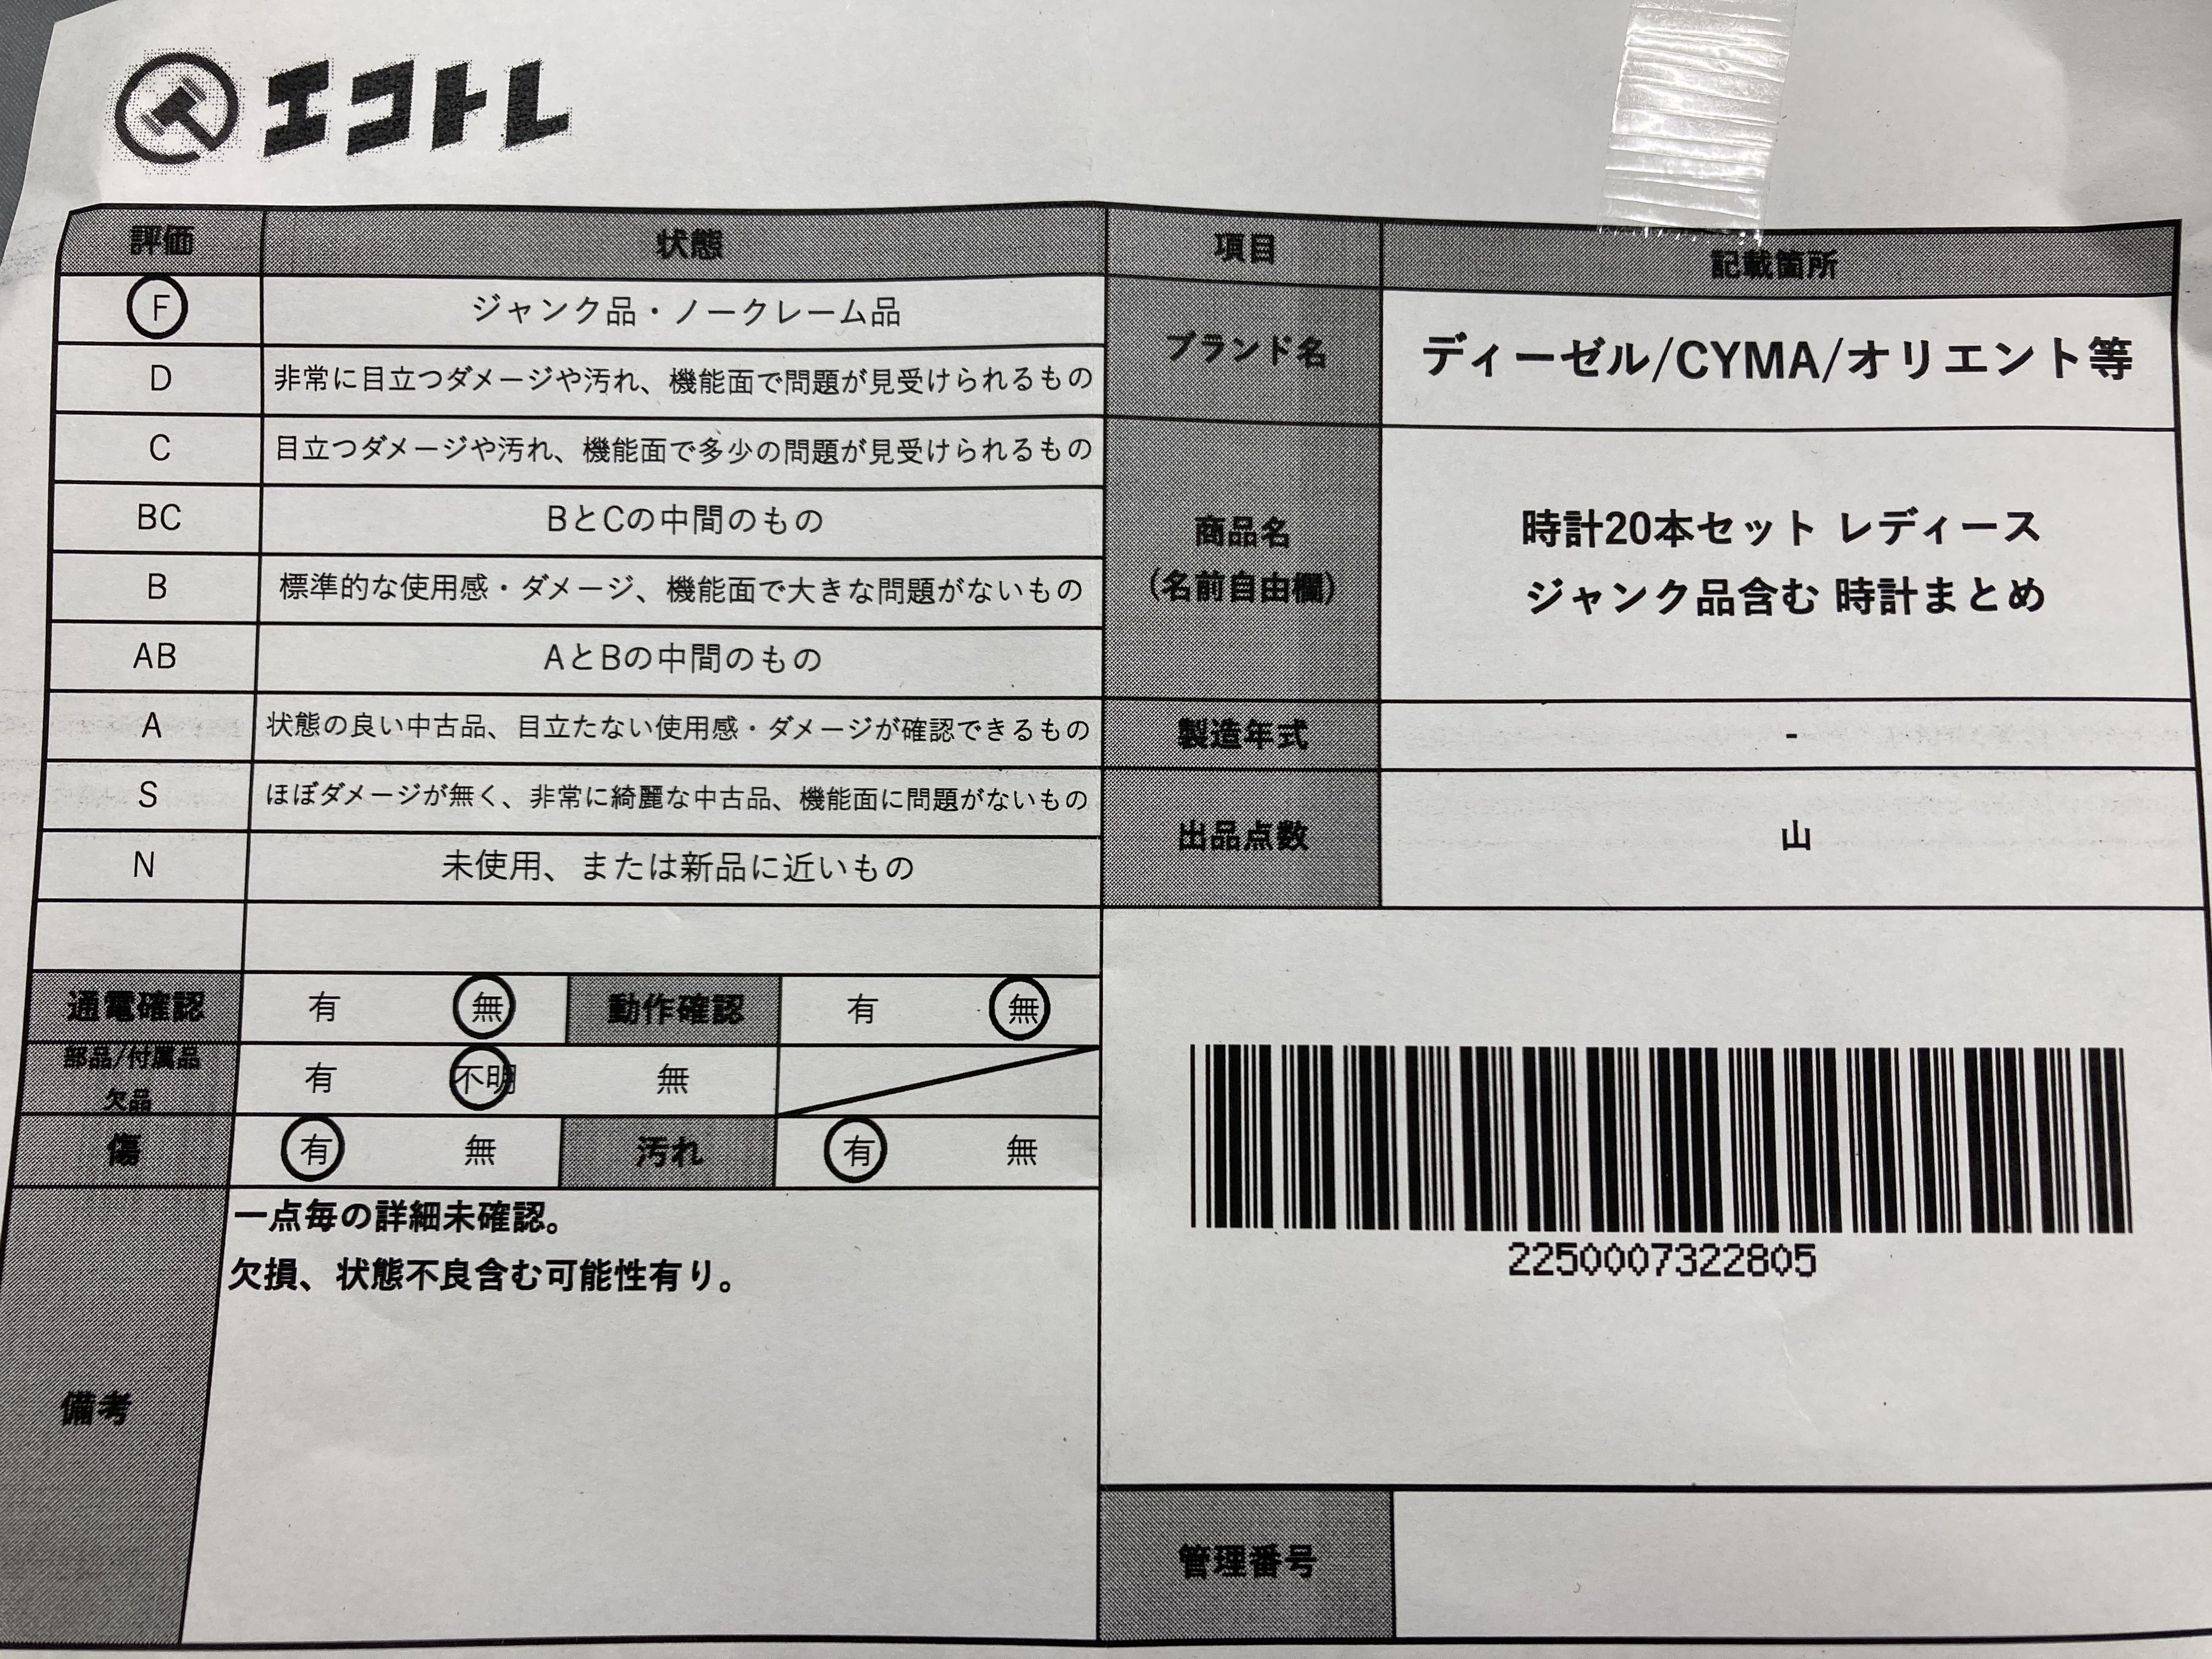 エコトレ
評価 状態 項目 記載箇所
F ジャンク品・ノークレーム品
D 非常に目立つダメージや汚れ、機能面で問題が見受けられるもの
ブランド名 ディーゼル/CYMA/オリエント等
C 目立つダメージや汚れ、機能面で多少の問題が見受けられるもの
BC BとCの中間のもの
B 標準的な使用感・ダメージ、機能面で大きな問題がないもの
AB AとBの中間のもの
商品名
(名前自由欄)
時計20本セット レディース
ジャンク品含む 時計まとめ
A 状態の良い中古品、目立たない使用感・ダメージが確認できるもの
製造年式 -
S ほぼダメージが無く、非常に綺麗な中古品、機能面に問題がないもの
N 未使用、または新品に近いもの
出品点数 山
通電確認 有 無 動作確認 有 無
部品/付属品
欠品
有 不明 無
傷 有 無 汚れ 有 無
備考
一点毎の詳細未確認。
欠損、状態不良含む可能性有り。
2250007322805
管理番号